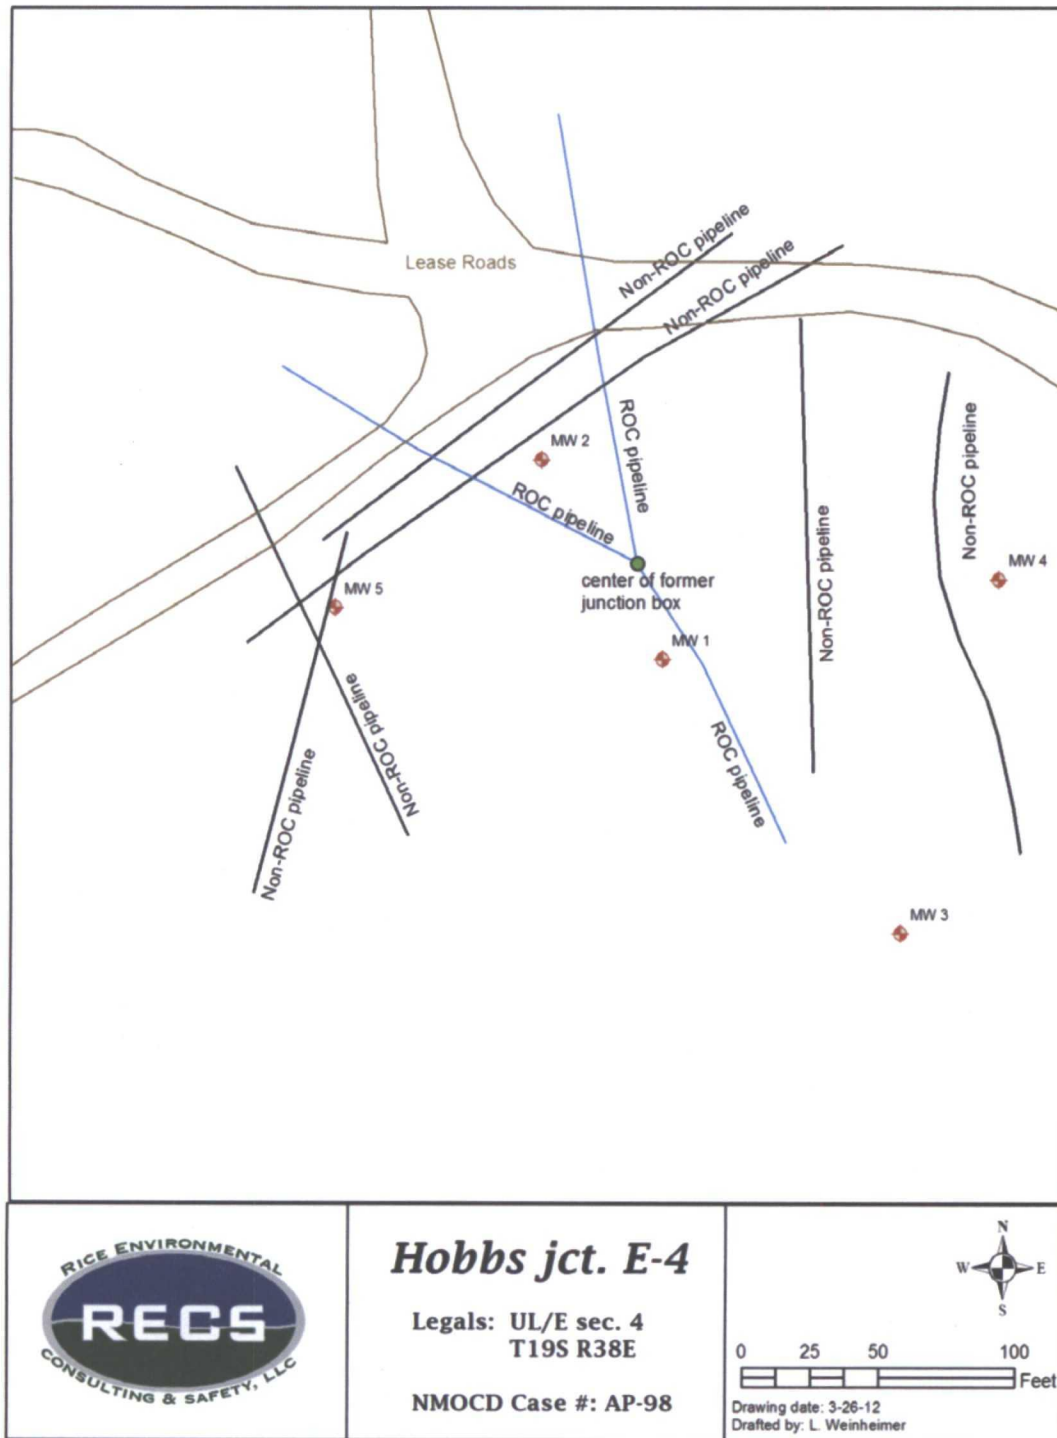 Non-ROC pipeline
Non-ROC pipeline
Lease Roads
ROC pipeline
Non-ROC pipeline
MW 2
ROC pipeline
Non-ROC pipeline
MW 4
center of former
junction box
MW 5
MW 1
Non-ROC pipeline
ROC pipeline
Non-ROC pipeline
MW 3
RICE ENVIRONMENTAL
RECS
CONSULTING & SAFETY, LLC
Hobbs jct. E-4
Legals: UL/E sec. 4
T19S R38E
NMOCD Case #: AP-98
N
W E
S
0 25 50 100
Feet
Drawing date: 3-26-12
Drafted by: L. Weinheimer